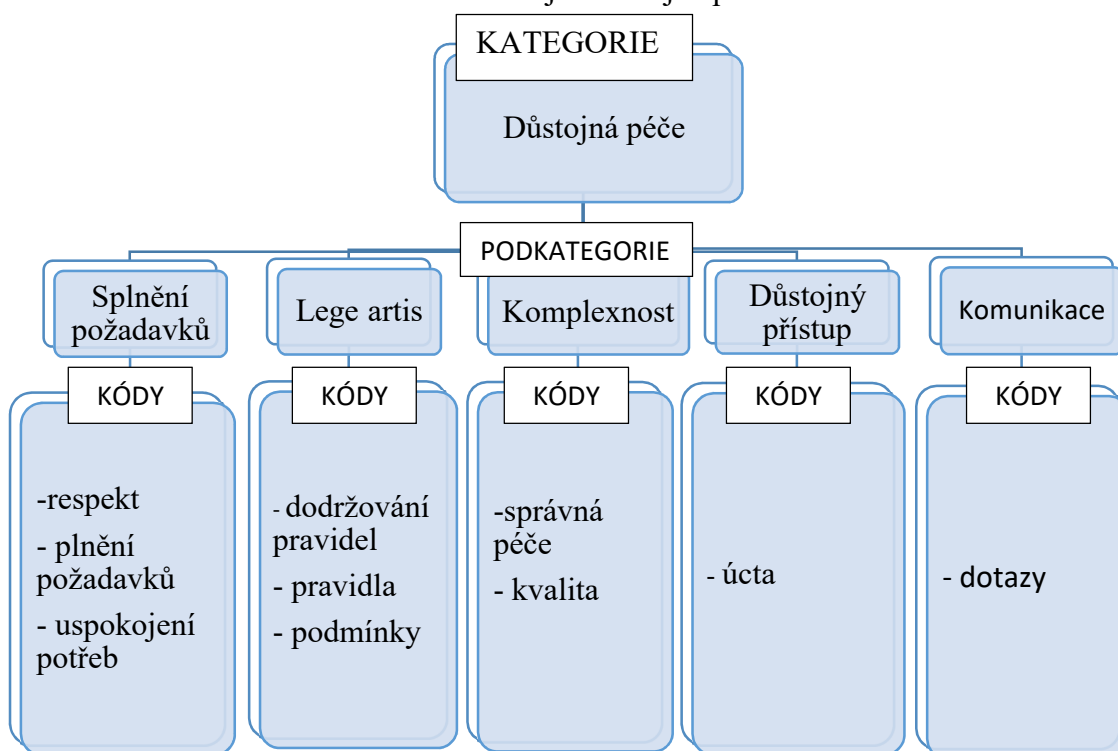 KATEGORIE
Důstojná péče
PODKATEGORIE
Splnění
požadavků
Lege artis
Komplexnost
Důstojný
přístup
Komunikace
KÓDY
-respekt
- plnění
požadavků
- uspokojení
potřeb
KÓDY
- dodržování
pravidel
- pravidla
- podmínky
KÓDY
-správná
péče
- kvalita
KÓDY
- úcta
KÓDY
- dotazy